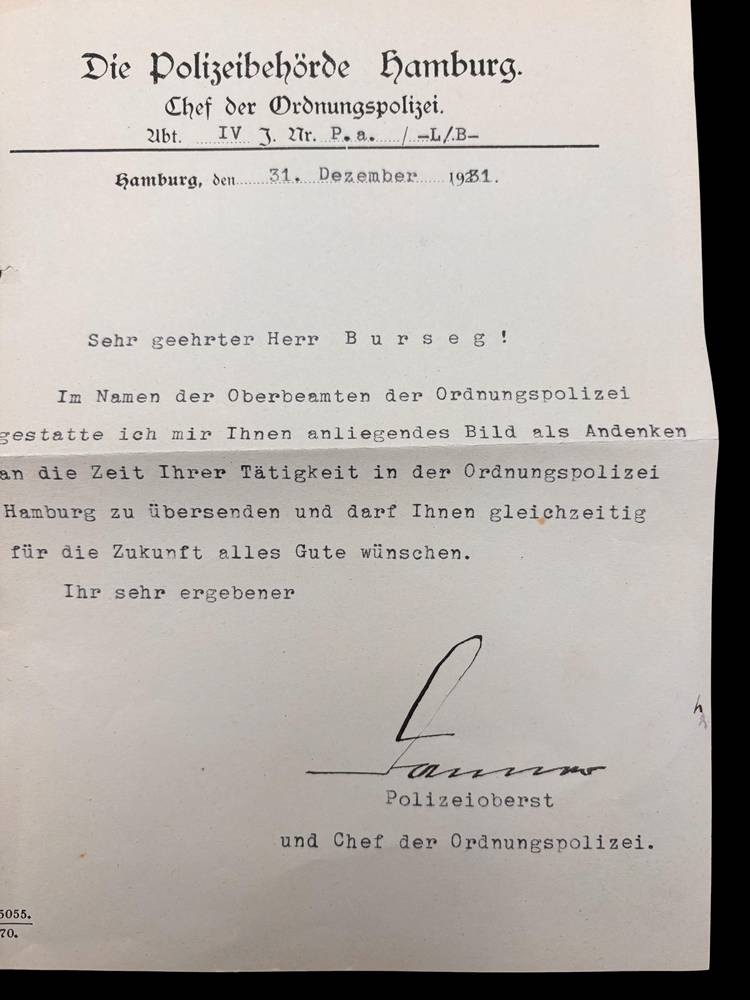 Die Polizeibehörde Hamburg.
Chef der Ordnungspolizei.
Abt. IV J. Nr. P.a. / -L/B-
Hamburg, den 31. Dezember 1931.
Sehr geehrter Herr B u r s e g !
Im Namen der Oberbeamten der Ordnungspolizei
gestatte ich mir Ihnen anliegendes Bild als Andenken
an die Zeit Ihrer Tätigkeit in der Ordnungspolizei
Hamburg zu übersenden und darf Ihnen gleichzeitig
für die Zukunft alles Gute wünschen.
Ihr sehr ergebener
Polizeioberst
und Chef der Ordnungspolizei.
5055.
70.